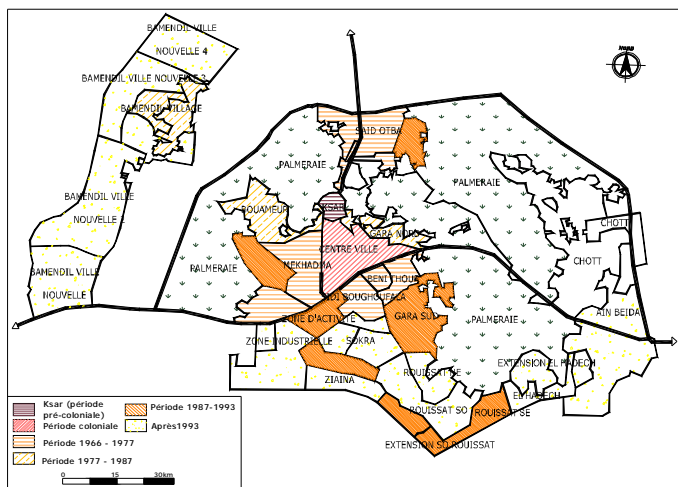 BAMENDIL VILLE
NOUVELLE 4
BAMENDIL VILLE NOUVELLE 3
BAMENDIL VILLAGE
SAID OTBA
PALMERAIE
PALMERAIE
BAMENDIL VILLE
NOUVELLE 2
BOUAMEUR
KSAR
GARA NORD
CHOTT
CENTRE VILLE
CHOTT
BAMENDIL VILLE
NOUVELLE
PALMERAIE
MEKHADMA
BENI THOUR
SIDI BOUGHOUFALA
ZONE D'ACTIVITE
GARA SUD
PALMERAIE
AIN BEIDA
ZONE INDUSTRIELLE
SOKRA
ZIAINA
ROUISSAT NE
EXTENSION EL HADECH
EL HADECH
ROUISSAT SO
ROUISSAT SE
EXTENSION SO ROUISSAT
Ksar (période
pré-coloniale)
Période coloniale
Période 1966 - 1977
Période 1977 - 1987
Période 1987-1993
Après1993
0 15 30km